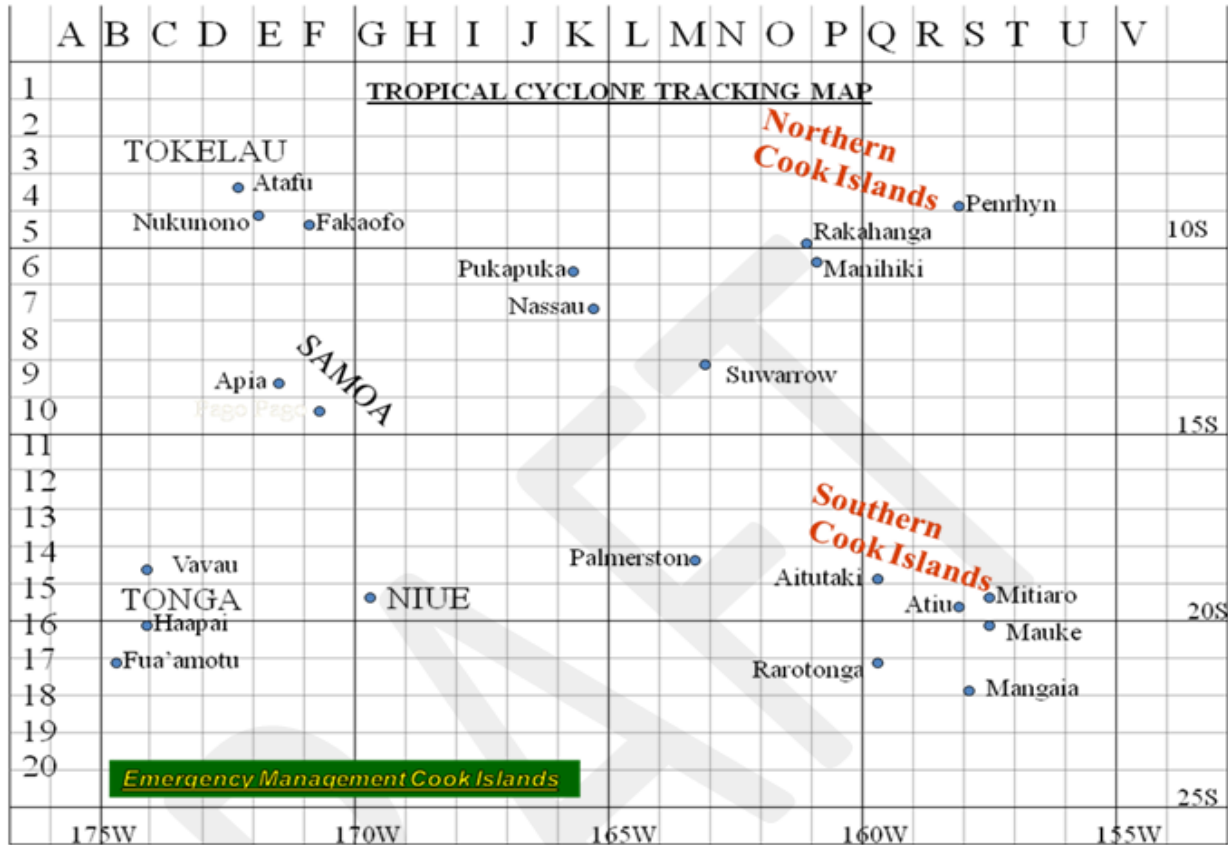 A B C D E F G H I J K L M N O P Q R S T U V
1
TROPICAL CYCLONE TRACKING MAP
2
Northern
Cook Islands
3
TOKELAU
4
Atafu
Penrhyn
Nukunono
Fakaofo
5
Rakahanga
10S
6
Pukapuka
Manihiki
7
Nassau
8
SAMOA
9
Apia
Suwarrow
10
Pago Pago
15S
11
12
13
Southern
Cook Islands
14
Vavau
Palmerston
Aitutaki
15
TONGA
NIUE
Atiu
Mitiaro
20S
16
Haapai
Mauke
17
Fua'amotu
Rarotonga
18
Mangaia
19
20
Emergency Management Cook Islands
25S
175W
170W
165W
160W
155W
DRAFT